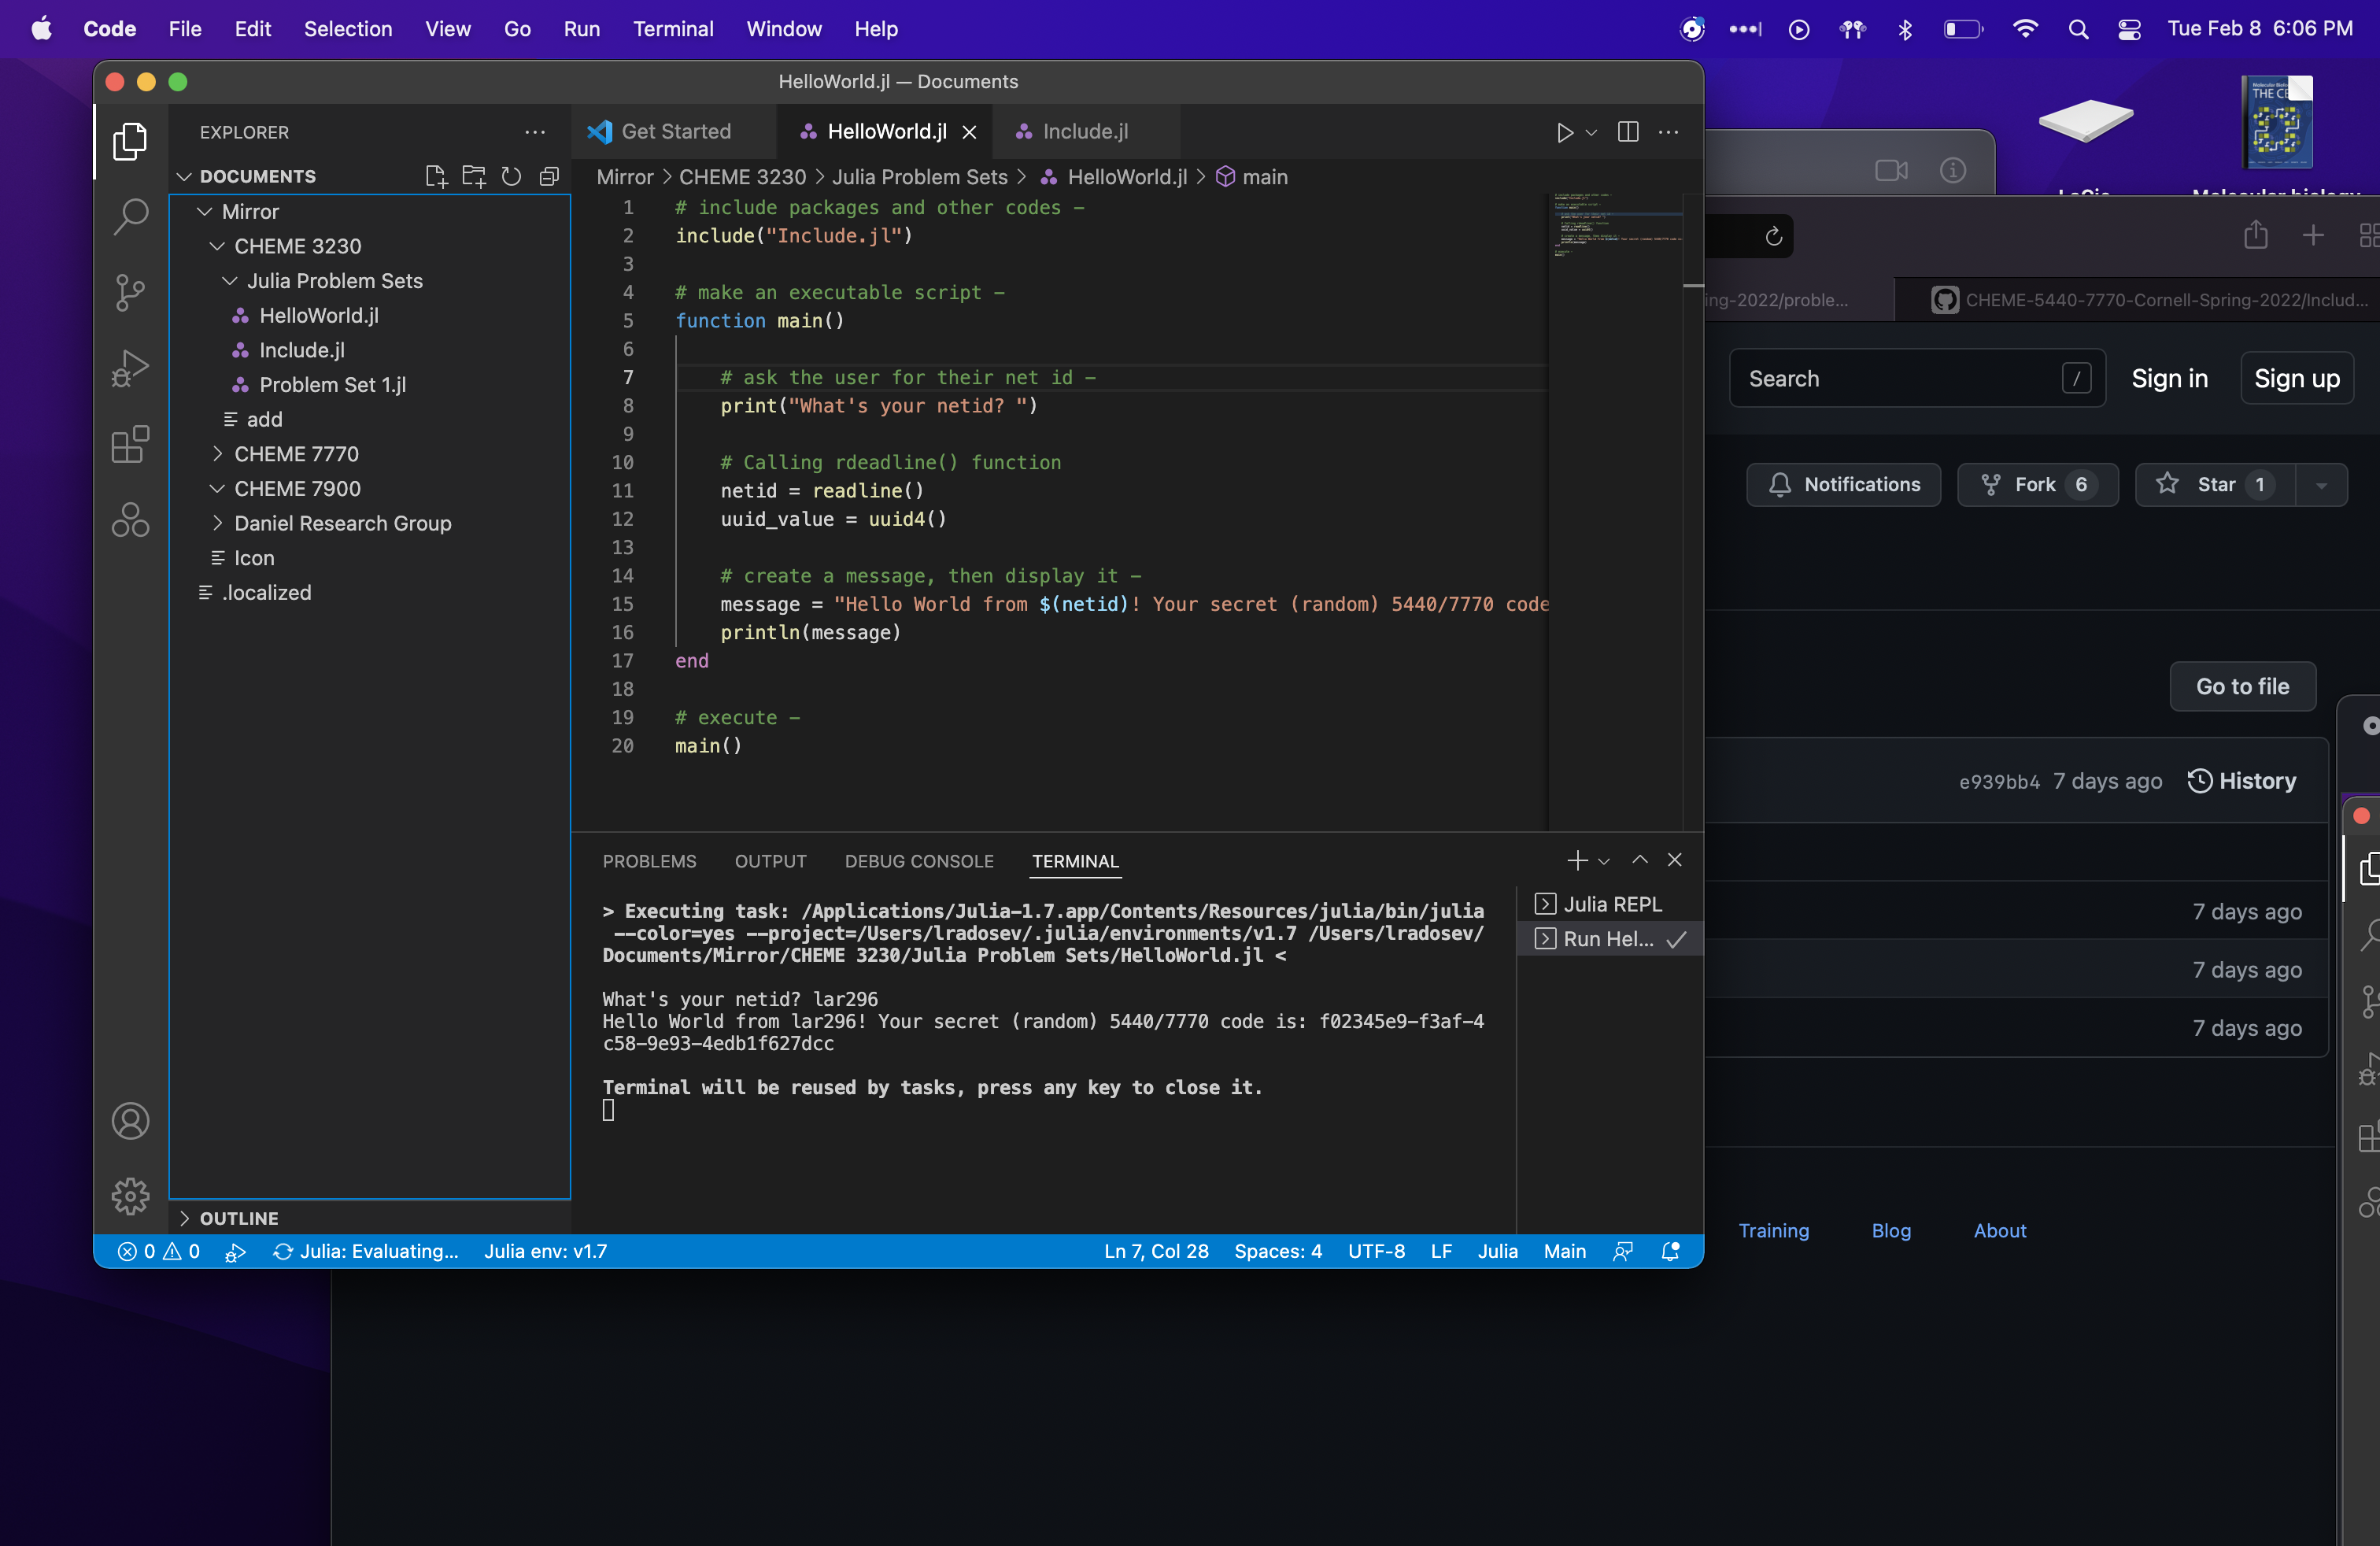 Code File Edit Selection View Go Run Terminal Window Help
Tue Feb 8 6:06 PM
HelloWorld.jl — Documents
EXPLORER
DOCUMENTS
Mirror
CHEME 3230
Julia Problem Sets
HelloWorld.jl
Include.jl
Problem Set 1.jl
add
CHEME 7770
CHEME 7900
Daniel Research Group
Icon
.localized
OUTLINE
Get Started HelloWorld.jl Include.jl
Mirror > CHEME 3230 > Julia Problem Sets > HelloWorld.jl > main
1 # include packages and other codes –
2 include("Include.jl")
3
4 # make an executable script –
5 function main()
6
7 # ask the user for their net id –
8 print("What's your netid? ")
9
10 # Calling rdeadline() function
11 netid = readline()
12 uuid_value = uuid4()
13
14 # create a message, then display it –
15 message = "Hello World from $(netid)! Your secret (random) 5440/7770 code
16 println(message)
17 end
18
19 # execute –
20 main()
PROBLEMS OUTPUT DEBUG CONSOLE TERMINAL
> Executing task: /Applications/Julia-1.7.app/Contents/Resources/julia/bin/julia
--color=yes --project=/Users/lradosev/.julia/environments/v1.7 /Users/lradosev/
Documents/Mirror/CHEME 3230/Julia Problem Sets/HelloWorld.jl <
What's your netid? lar296
Hello World from lar296! Your secret (random) 5440/7770 code is: f02345e9-f3af-4
c58-9e93-4edb1f627dcc
Terminal will be reused by tasks, press any key to close it.
Julia REPL
Run Hel...
0 0 Julia: Evaluating... Julia env: v1.7
Ln 7, Col 28 Spaces: 4 UTF-8 LF Julia Main
THE CE
ing-2022/proble...
CHEME-5440-7770-Cornell-Spring-2022/Includ...
Search /
Sign in
Sign up
Notifications
Fork 6
Star 1
Go to file
e939bb4 7 days ago History
7 days ago
7 days ago
7 days ago
Training Blog About